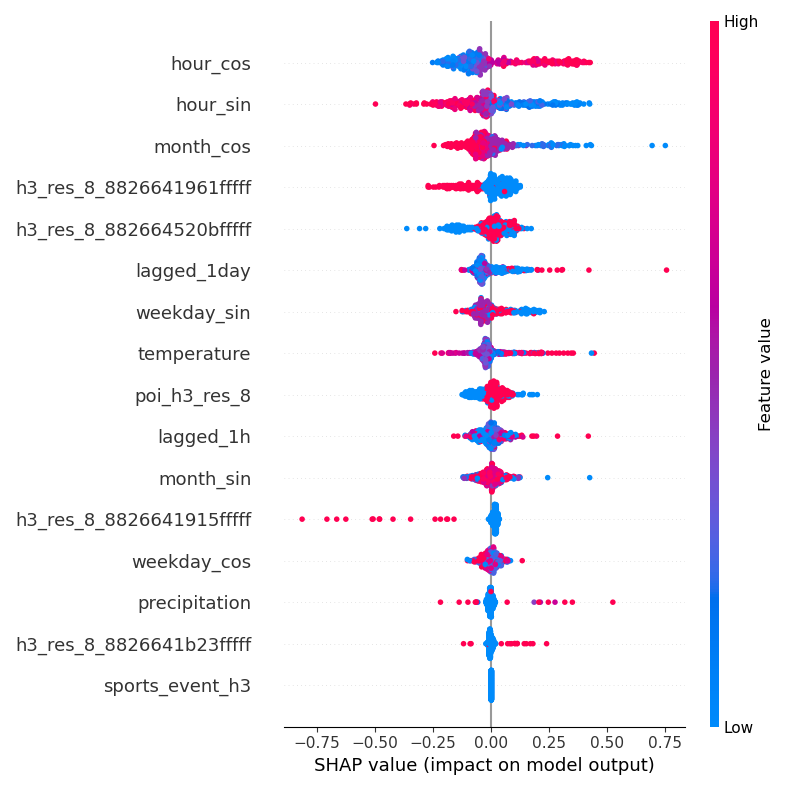 High
hour_cos
hour_sin
month_cos
h3_res_8_8826641961fffff
h3_res_8_882664520bfffff
lagged_1day
weekday_sin
temperature
poi_h3_res_8
lagged_1h
month_sin
h3_res_8_8826641915fffff
weekday_cos
precipitation
h3_res_8_8826641b23fffff
sports_event_h3
Feature value
Low
−0.75 −0.50 −0.25 0.00 0.25 0.50 0.75
SHAP value (impact on model output)